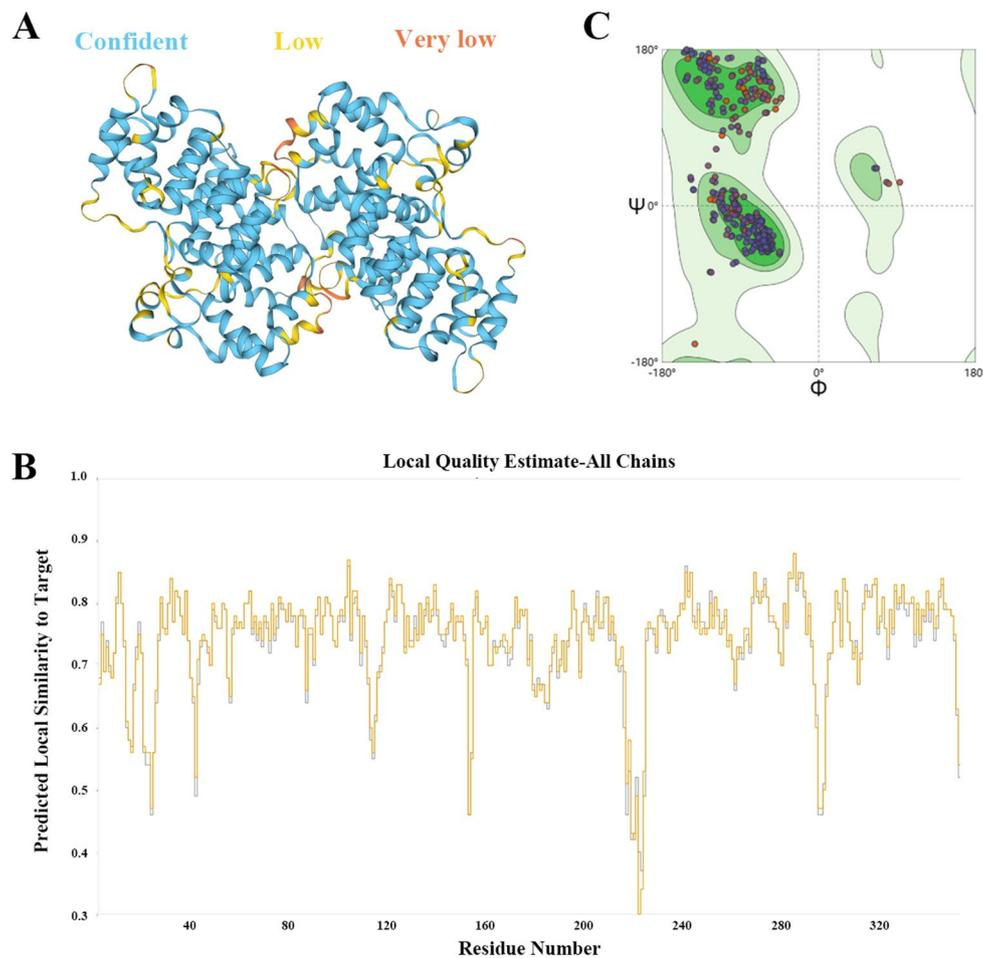 A
Confident Low Very low
C
180°
Ψ 0°
-180°
-180° 0° 180
Φ
B
Local Quality Estimate-All Chains
Predicted Local Similarity to Target
1.0
0.9
0.8
0.7
0.6
0.5
0.4
0.3
40 80 120 160 200 240 280 320
Residue Number